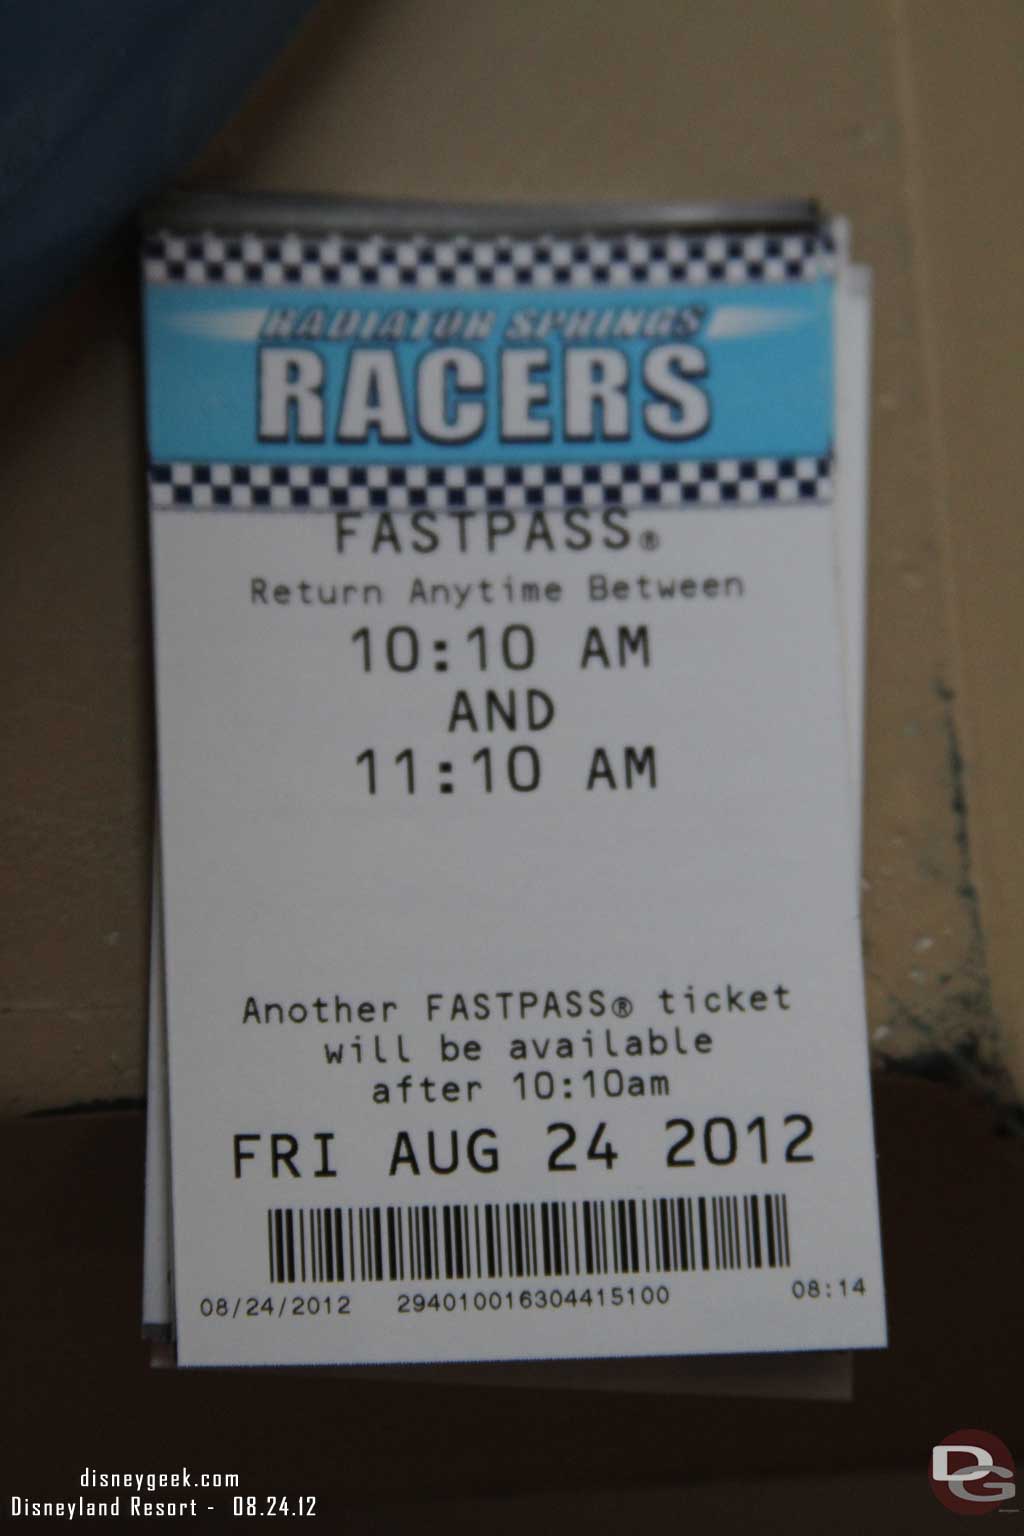 RADIATOR SPRINGS
RACERS
FASTPASS®
Return Anytime Between
10:10 AM
AND
11:10 AM
Another FASTPASS® ticket
will be available
after 10:10am
FRI AUG 24 2012
08/24/2012 294010016304415100 08:14
disneygeek.com
Disneyland Resort - 08.24.12
DG